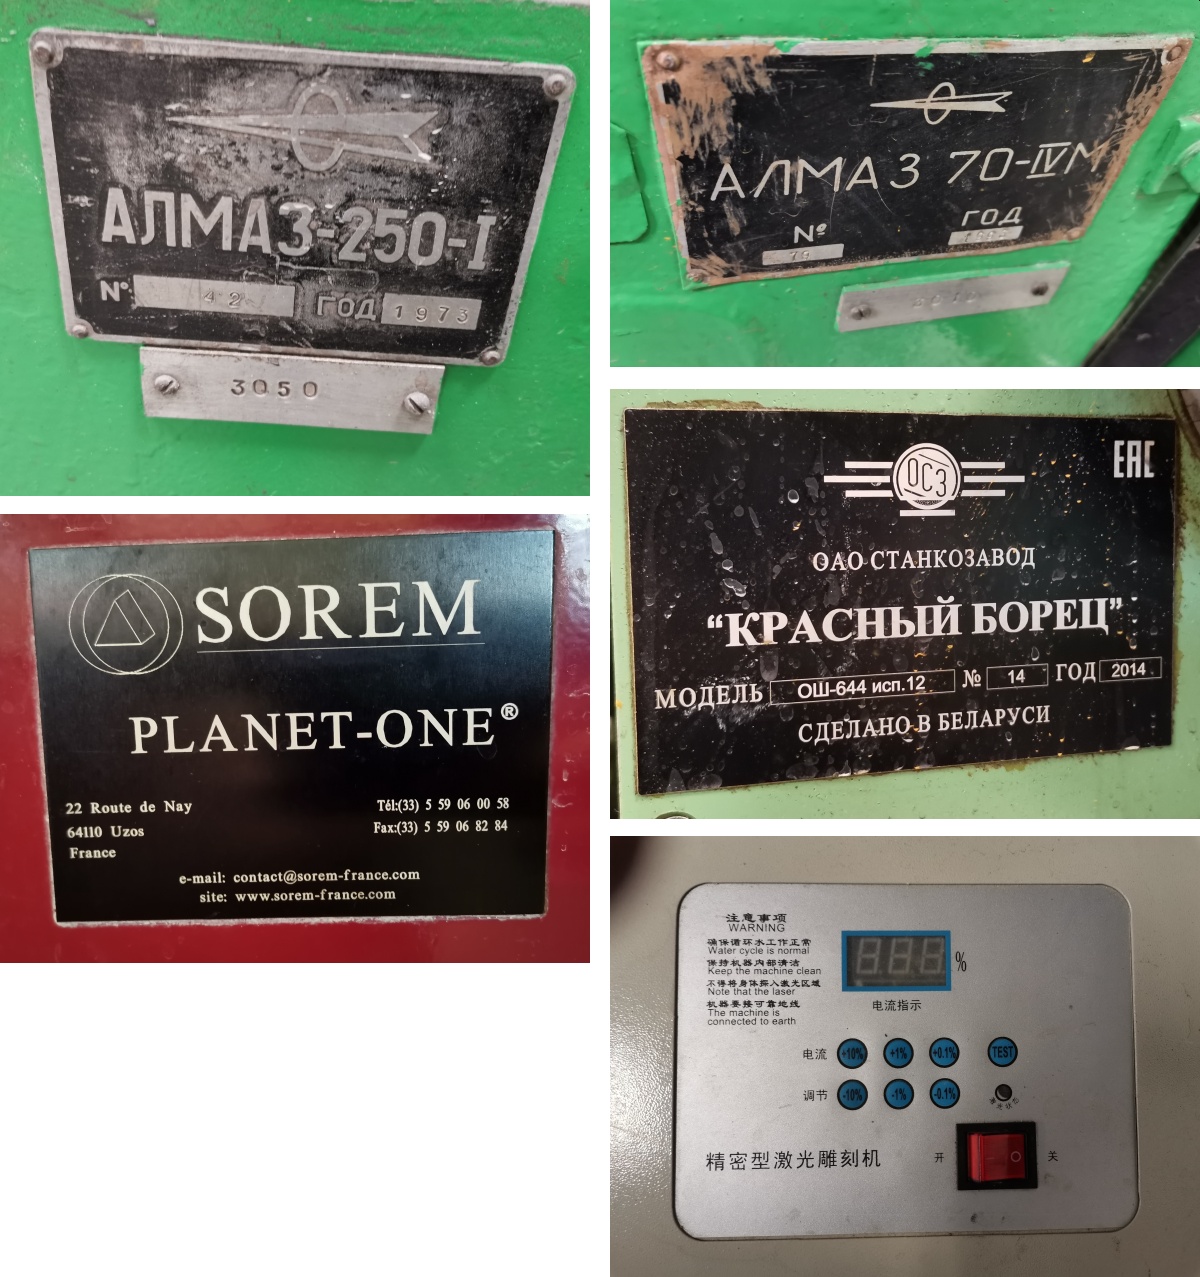 АЛМАЗ-250-I
№ 42 ГОД 1973
3050
АЛМАЗ 70-IVМ
№ ГОД
SOREM
PLANET-ONE®
22 Route de Nay
64110 Uzos
France
Tél:(33) 5 59 06 00 58
Fax:(33) 5 59 06 82 84
e-mail: contact@sorem-france.com
site: www.sorem-france.com
ОСЗ
EAC
ОАО СТАНКОЗАВОД
“КРАСНЫЙ БОРЕЦ”
МОДЕЛЬ ОШ-644 исп.12 № 14 ГОД 2014
СДЕЛАНО В БЕЛАРУСИ
注意事项
WARNING
确保循环水工作正常
Water cycle is normal
保持机器内部清洁
Keep the machine clean
不得将身体探入激光区域
Note that the laser
机器要接可靠地线
The machine is
connected to earth
%
电流指示
电流 +10% +1% +0.1% TEST
调节 -10% -1% -0.1%
精密型激光雕刻机
开 关